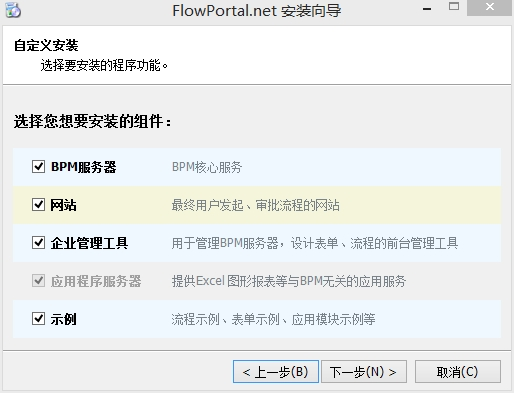 FlowPortal.net 安装向导
自定义安装
选择要安装的程序功能。
选择您想要安装的组件：
BPM服务器 BPM核心服务
网站 最终用户发起、审批流程的网站
企业管理工具 用于管理BPM服务器，设计表单、流程的前台管理工具
应用程序服务器 提供Excel 图形报表等与BPM无关的应用服务
示例 流程示例、表单示例、应用模块示例等
< 上一步(B) 下一步(N) > 取消(C)